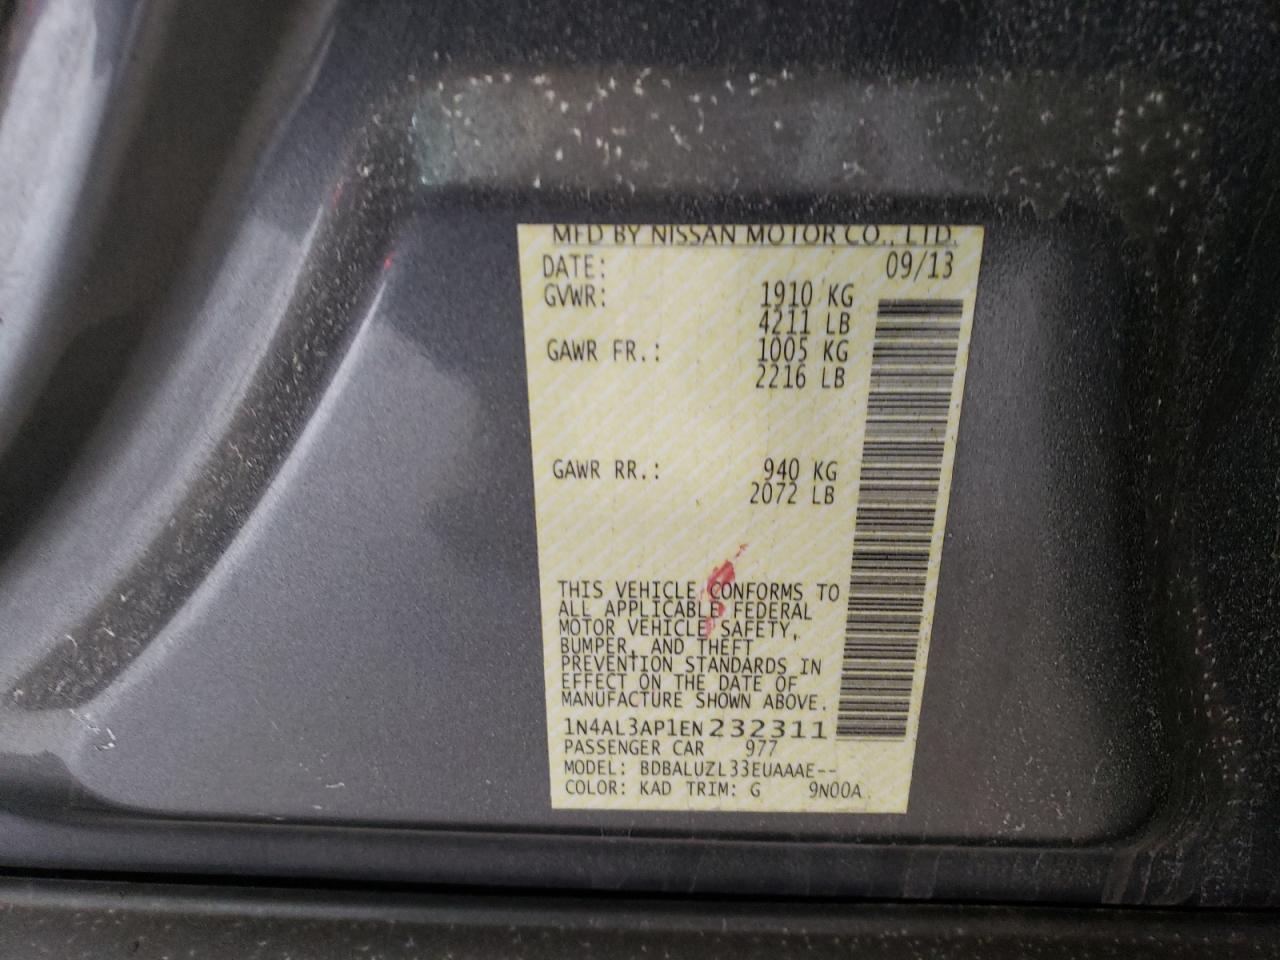 MFD BY NISSAN MOTOR CO., LTD.
DATE: 09/13
GVWR: 1910 KG
4211 LB
GAWR FR.: 1005 KG
2216 LB
GAWR RR.: 940 KG
2072 LB
THIS VEHICLE CONFORMS TO
ALL APPLICABLE FEDERAL
MOTOR VEHICLE SAFETY,
BUMPER, AND THEFT
PREVENTION STANDARDS IN
EFFECT ON THE DATE OF
MANUFACTURE SHOWN ABOVE.
1N4AL3AP1EN232311
PASSENGER CAR 977
MODEL: BDBALUZL33EUAAAE--
COLOR: KAD TRIM: G 9N00A